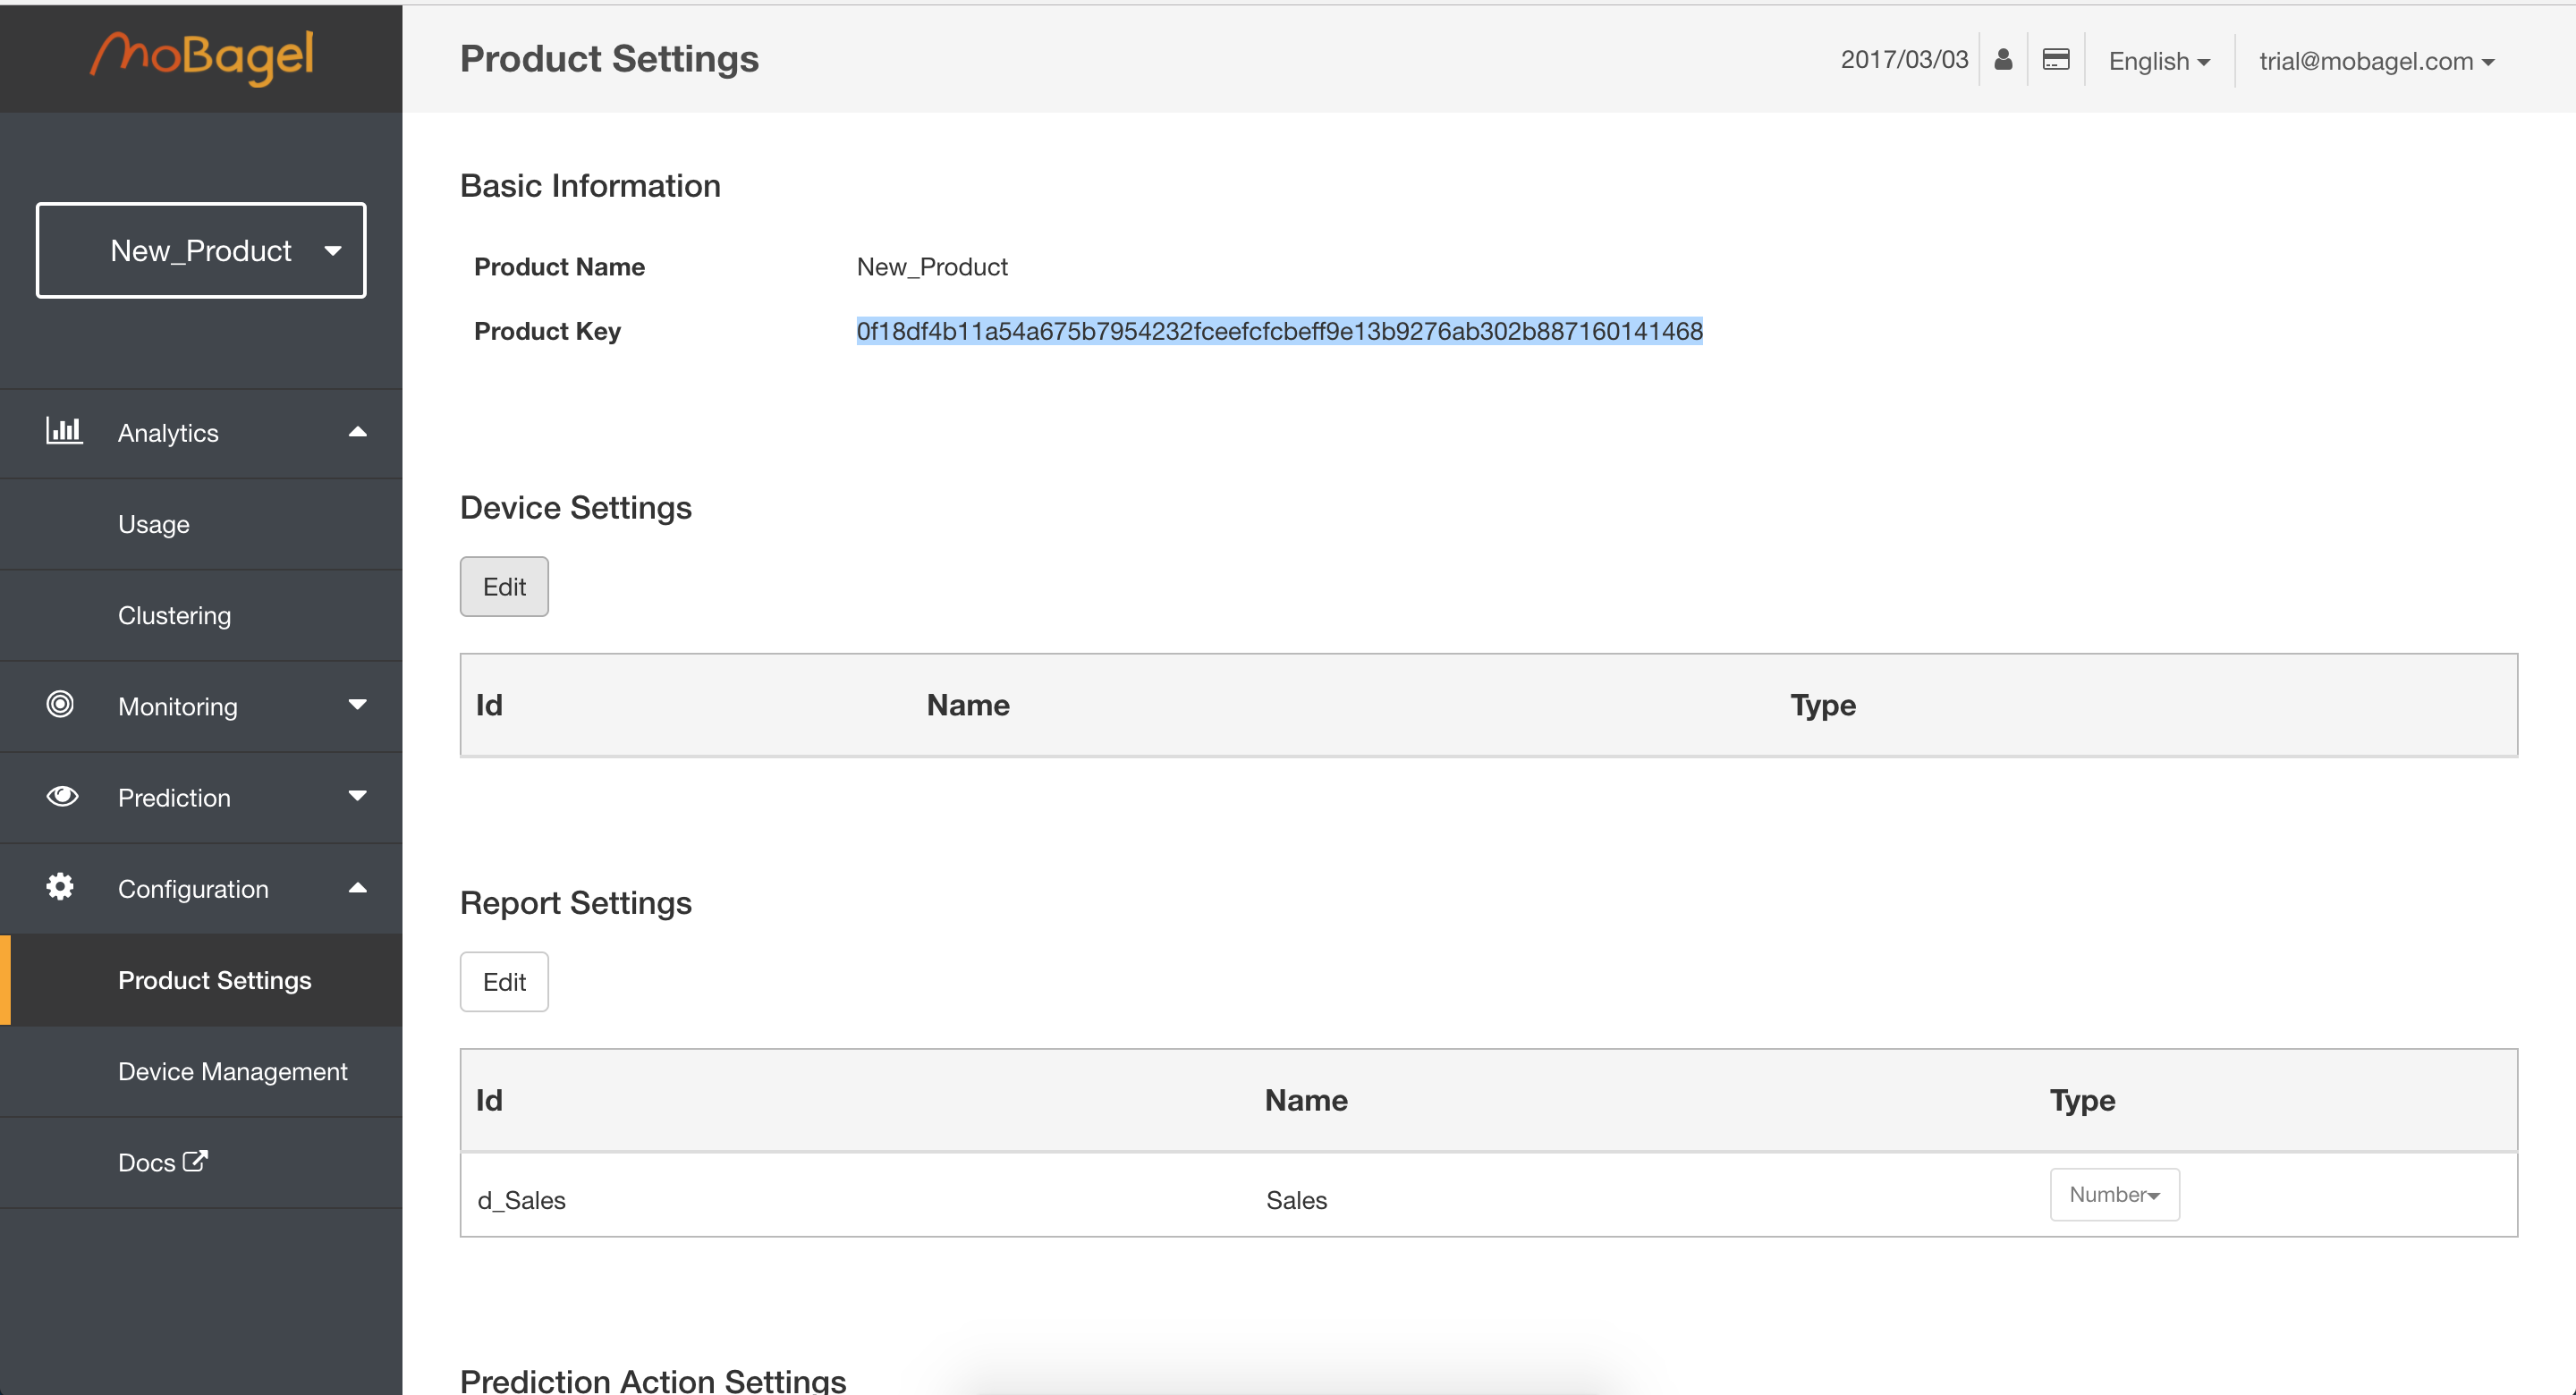 moBagel
Product Settings
2017/03/03
English
trial@mobagel.com
New_Product
Analytics
Usage
Clustering
Monitoring
Prediction
Configuration
Product Settings
Device Management
Docs
Basic Information
Product Name New_Product
Product Key 0f18df4b11a54a675b7954232fceefcfcbeff9e13b9276ab302b887160141468
Device Settings
Edit
Id Name Type
Report Settings
Edit
Id Name Type
d_Sales Sales Number
Prediction Action Settings